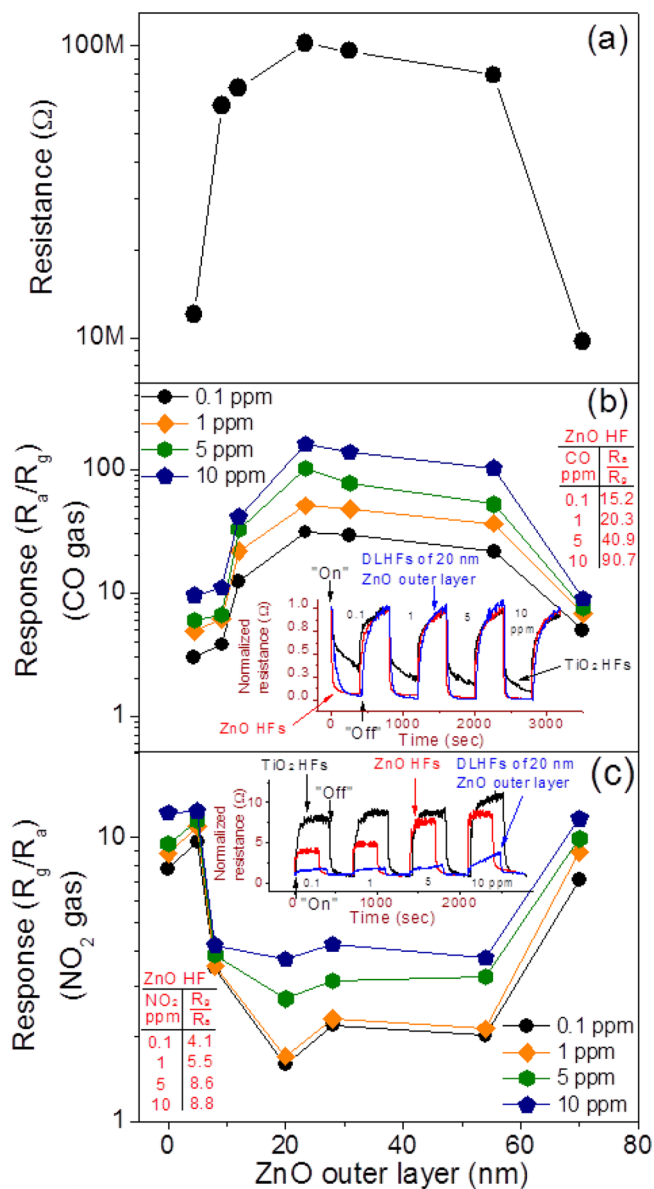 (a)
100M
10M
Resistance (Ω)
(b)
0.1 ppm
1 ppm
5 ppm
10 ppm
100
10
1
Response (Ra/Rg)
(CO gas)
ZnO HF
CO ppm Ra/Rg
0.1 15.2
1 20.3
5 40.9
10 90.7
"On"
DLHFs of 20 nm
ZnO outer layer
Normalized
resistance (Ω)
1.0
0.8
0.5
0.3
0.0
0.1 1 5 10 ppm
TiO₂ HFs
ZnO HFs
"Off"
0 1000 2000 3000
Time (sec)
(c)
TiO₂ HFs
"Off"
ZnO HFs
DLHFs of 20 nm
ZnO outer layer
Normalized
resistance (Ω)
10
5
0
0.1 1 5 10 ppm
0 1200 2400
"On"
Time (sec)
10
1
Response (Rg/Ra)
(NO₂ gas)
ZnO HF
NO₂ ppm Rg/Ra
0.1 4.1
1 5.5
5 8.6
10 8.8
0.1 ppm
1 ppm
5 ppm
10 ppm
0 20 40 60 80
ZnO outer layer (nm)